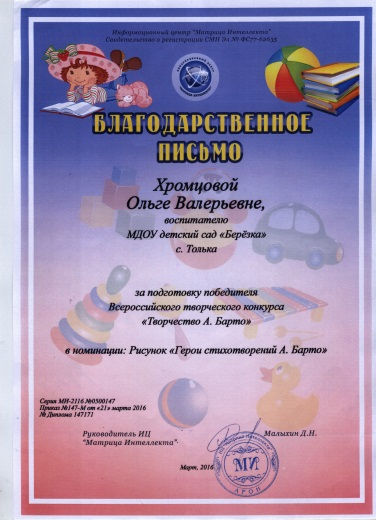 Информационный центр "Матрица Интеллекта"
Свидетельство о регистрации СМИ Эл № ФС77-62035
БЛАГОДАРСТВЕННОЕ
ПИСЬМО
Хромцовой
Ольге Валерьевне,
воспитателю
МДОУ детский сад «Берёзка»
с. Толька
за подготовку победителя
Всероссийского творческого конкурса
«Творчество А. Барто»
в номинации: Рисунок «Герои стихотворений А. Барто»
Серия МИ-2116 №0500147
Приказ №147-М от «21» марта 2016
№ Диплома 147171
Руководитель ИЦ
"Матрица Интеллекта".
Малыхин Д.Н.
МИ
Март, 2016